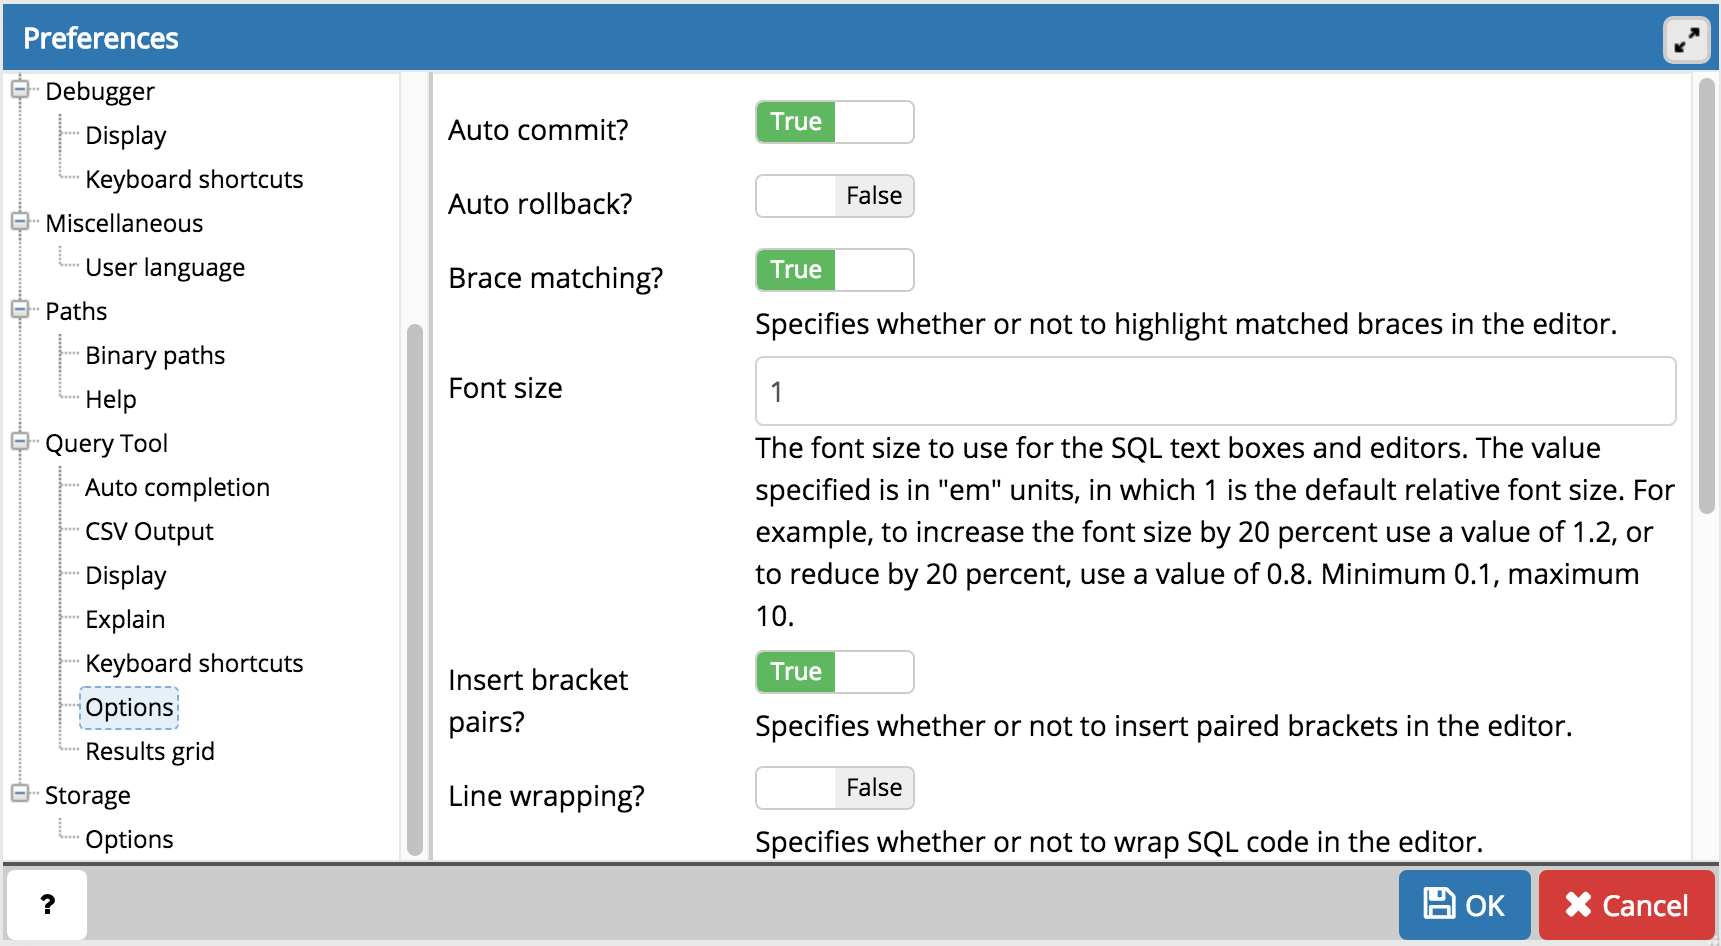 Preferences
Debugger
Display
Keyboard shortcuts
Miscellaneous
User language
Paths
Binary paths
Help
Query Tool
Auto completion
CSV Output
Display
Explain
Keyboard shortcuts
Options
Results grid
Storage
Options
Auto commit?
True
Auto rollback?
False
Brace matching?
True
Specifies whether or not to highlight matched braces in the editor.
Font size
1
The font size to use for the SQL text boxes and editors. The value
specified is in "em" units, in which 1 is the default relative font size. For
example, to increase the font size by 20 percent use a value of 1.2, or
to reduce by 20 percent, use a value of 0.8. Minimum 0.1, maximum
10.
Insert bracket
pairs?
True
Specifies whether or not to insert paired brackets in the editor.
Line wrapping?
False
Specifies whether or not to wrap SQL code in the editor.
?
OK
Cancel